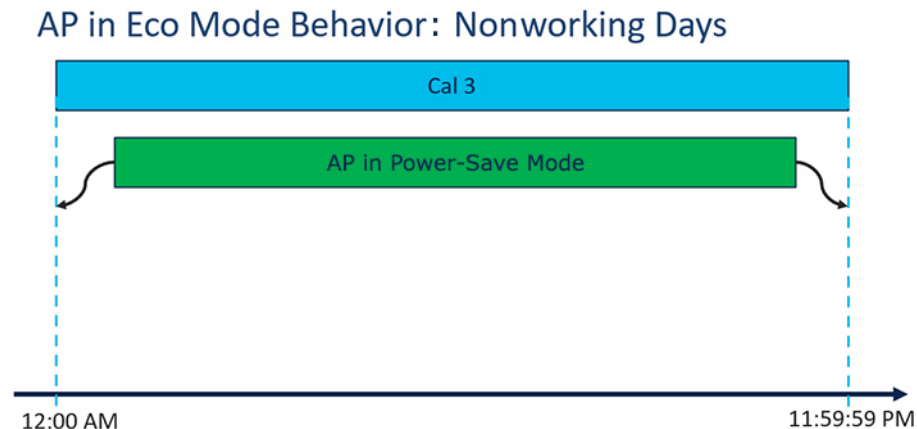 AP in Eco Mode Behavior: Nonworking Days
Cal 3
AP in Power-Save Mode
12:00 AM
11:59:59 PM